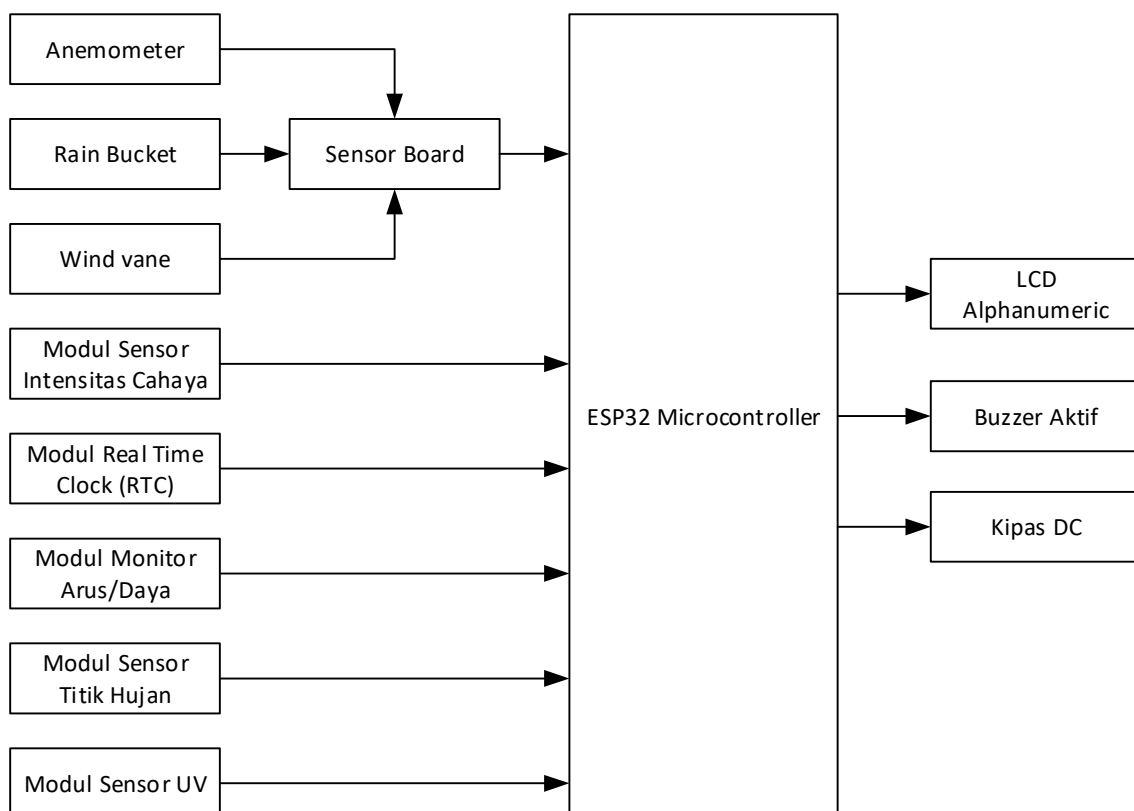 Anemometer
Rain Bucket
Sensor Board
Wind vane
Modul Sensor
Intensitas Cahaya
Modul Real Time
Clock (RTC)
Modul Monitor
Arus/Daya
Modul Sensor
Titik Hujan
Modul Sensor UV
ESP32 Microcontroller
LCD
Alphanumeric
Buzzer Aktif
Kipas DC